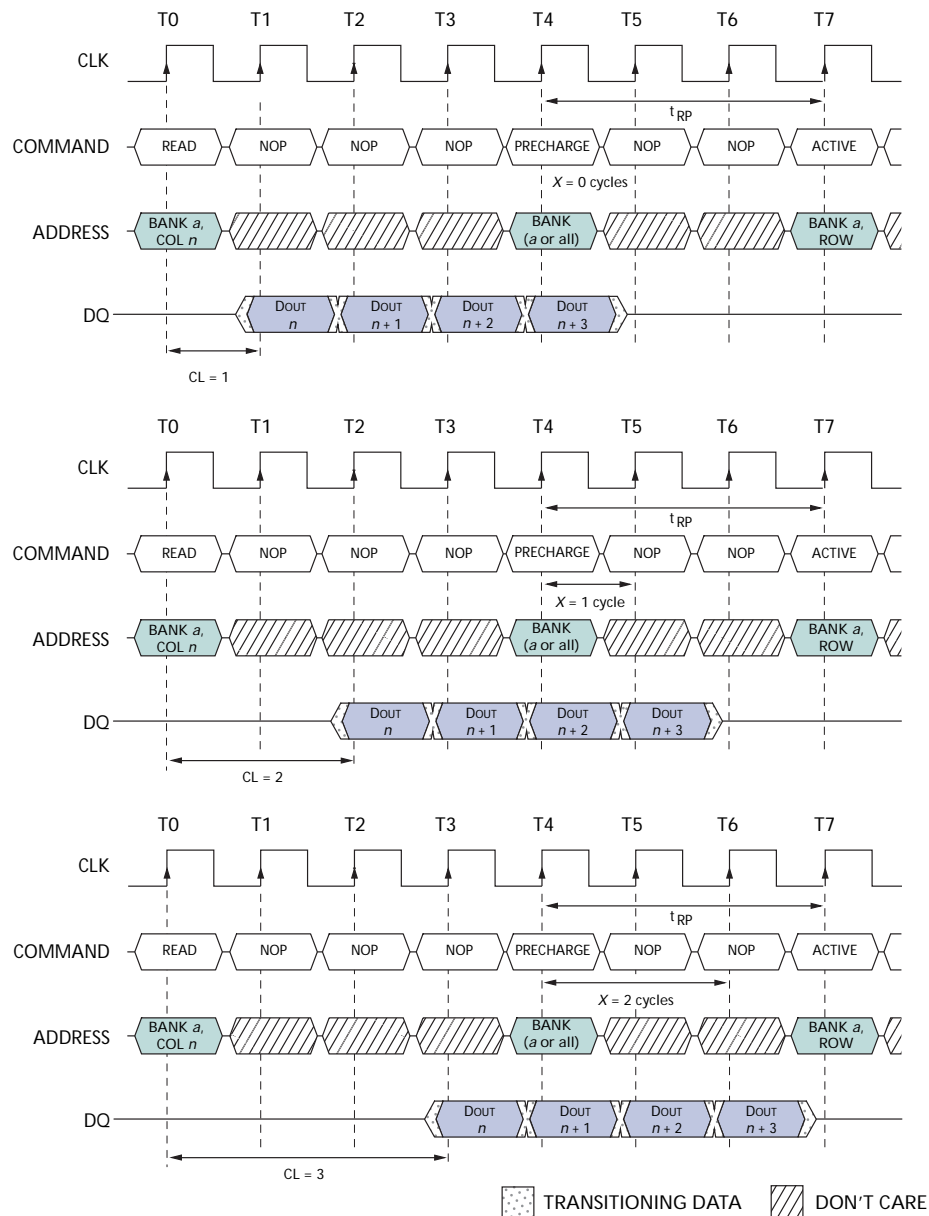 T0 T1 T2 T3 T4 T5 T6 T7
CLK
tRP
COMMAND READ NOP NOP NOP PRECHARGE NOP NOP ACTIVE
X = 0 cycles
ADDRESS BANK a, COL n BANK (a or all) BANK a, ROW
DQ DOUT n DOUT n + 1 DOUT n + 2 DOUT n + 3
CL = 1
T0 T1 T2 T3 T4 T5 T6 T7
CLK
tRP
COMMAND READ NOP NOP NOP PRECHARGE NOP NOP ACTIVE
X = 1 cycle
ADDRESS BANK a, COL n BANK (a or all) BANK a, ROW
DQ DOUT n DOUT n + 1 DOUT n + 2 DOUT n + 3
CL = 2
T0 T1 T2 T3 T4 T5 T6 T7
CLK
tRP
COMMAND READ NOP NOP NOP PRECHARGE NOP NOP ACTIVE
X = 2 cycles
ADDRESS BANK a, COL n BANK (a or all) BANK a, ROW
DQ DOUT n DOUT n + 1 DOUT n + 2 DOUT n + 3
CL = 3
TRANSITIONING DATA DON'T CARE